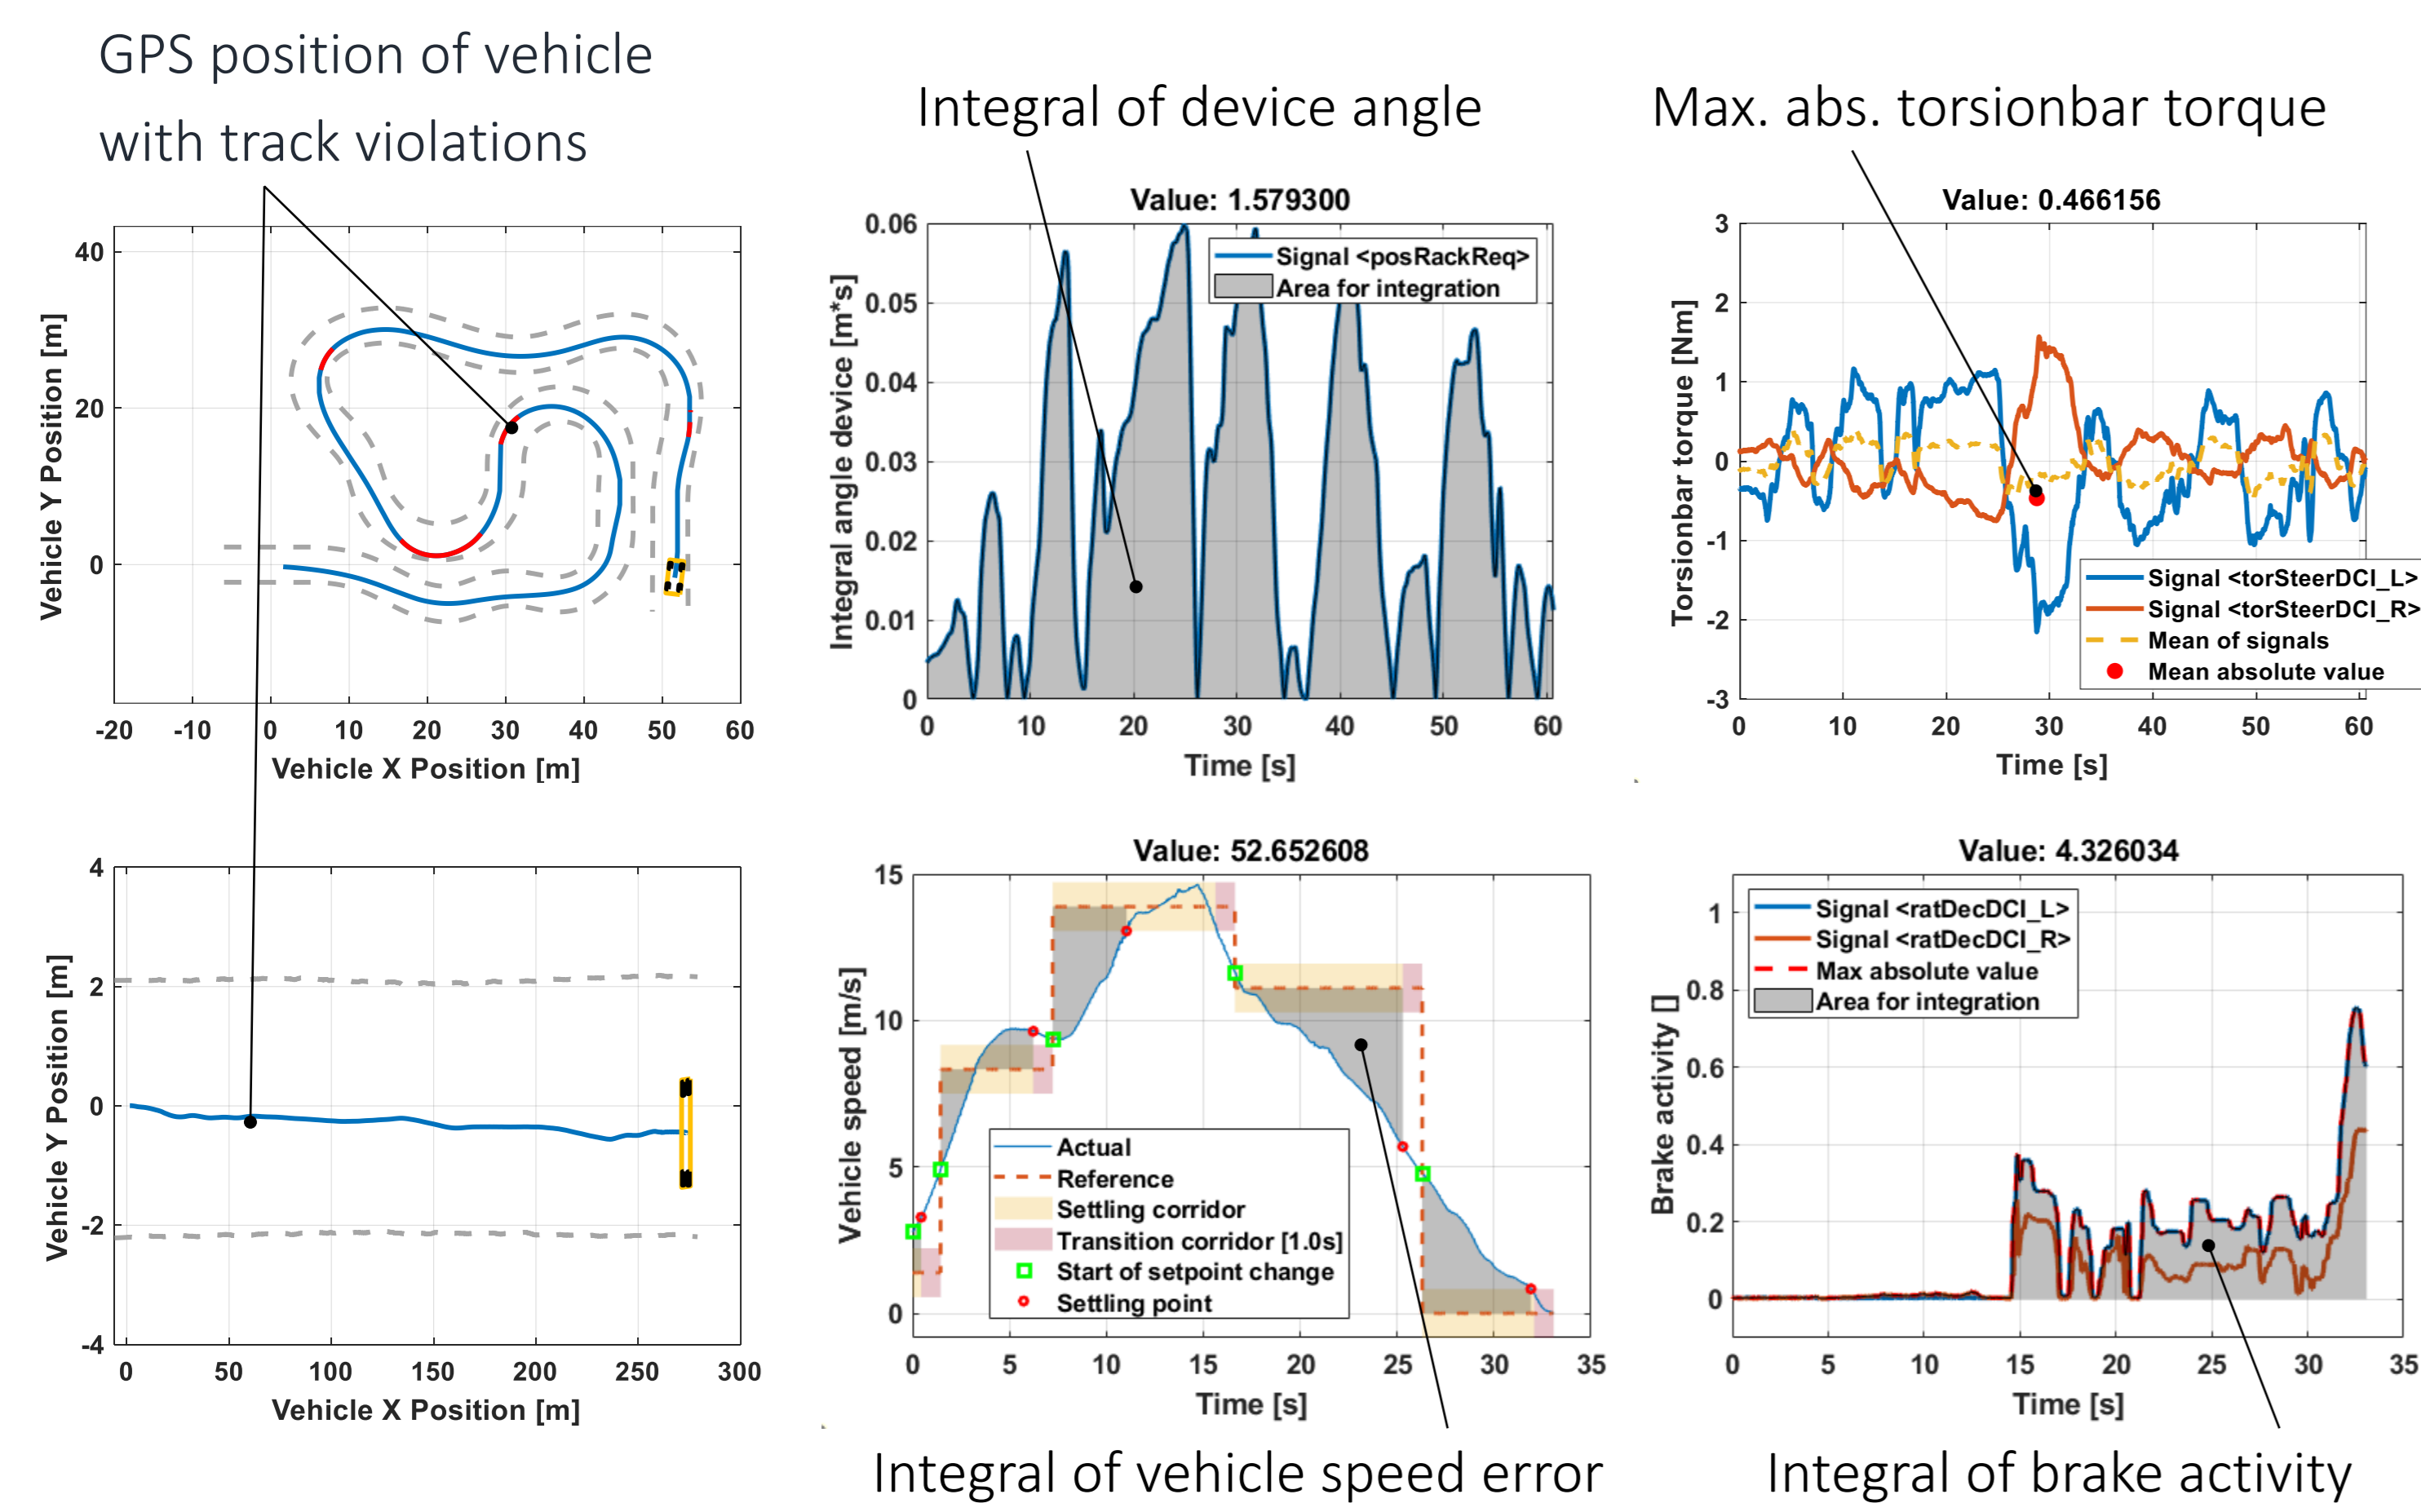 GPS position of vehicle
with track violations
Integral of device angle
Max. abs. torsionbar torque
40
20
0
Vehicle Y Position [m]
-20 -10 0 10 20 30 40 50 60
Vehicle X Position [m]
Value: 1.579300
0.06
0.05
0.04
0.03
0.02
0.01
0
Integral angle device [m*s]
Signal <posRackReq>
Area for integration
0 10 20 30 40 50 60
Time [s]
Value: 0.466156
3
2
1
0
-1
-2
-3
Torsionbar torque [Nm]
Signal <torSteerDCI_L>
Signal <torSteerDCI_R>
Mean of signals
Mean absolute value
0 10 20 30 40 50 60
Time [s]
4
2
0
-2
-4
Vehicle Y Position [m]
0 50 100 150 200 250 300
Vehicle X Position [m]
Value: 52.652608
15
10
5
0
Vehicle speed [m/s]
Actual
Reference
Settling corridor
Transition corridor [1.0s]
Start of setpoint change
Settling point
0 5 10 15 20 25 30 35
Time [s]
Value: 4.326034
1
0.8
0.6
0.4
0.2
0
Brake activity []
Signal <ratDecDCI_L>
Signal <ratDecDCI_R>
Max absolute value
Area for integration
0 5 10 15 20 25 30 35
Time [s]
Integral of vehicle speed error
Integral of brake activity